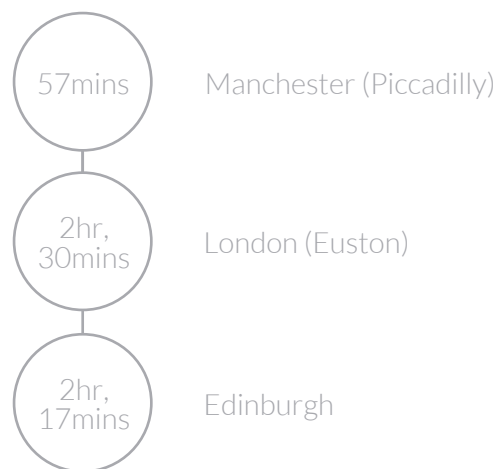 57mins
Manchester (Piccadilly)
2hr,
30mins
London (Euston)
2hr,
17mins
Edinburgh